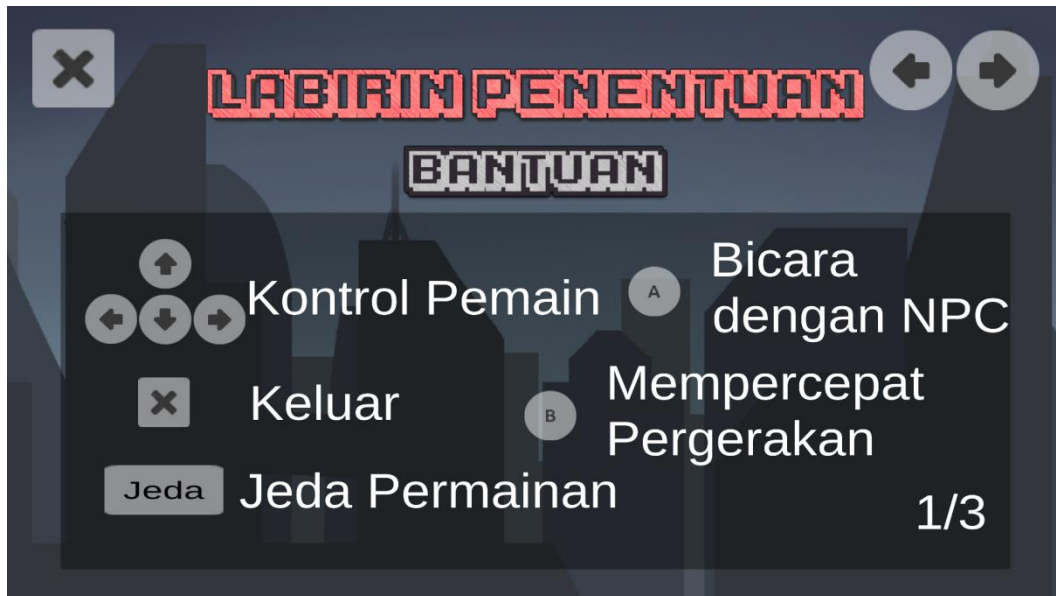 LABIRIN PENENTUAN
BANTUAN
Kontrol Pemain
A
Bicara
dengan NPC
Keluar
B
Mempercepat
Pergerakan
Jeda
Jeda Permainan
1/3